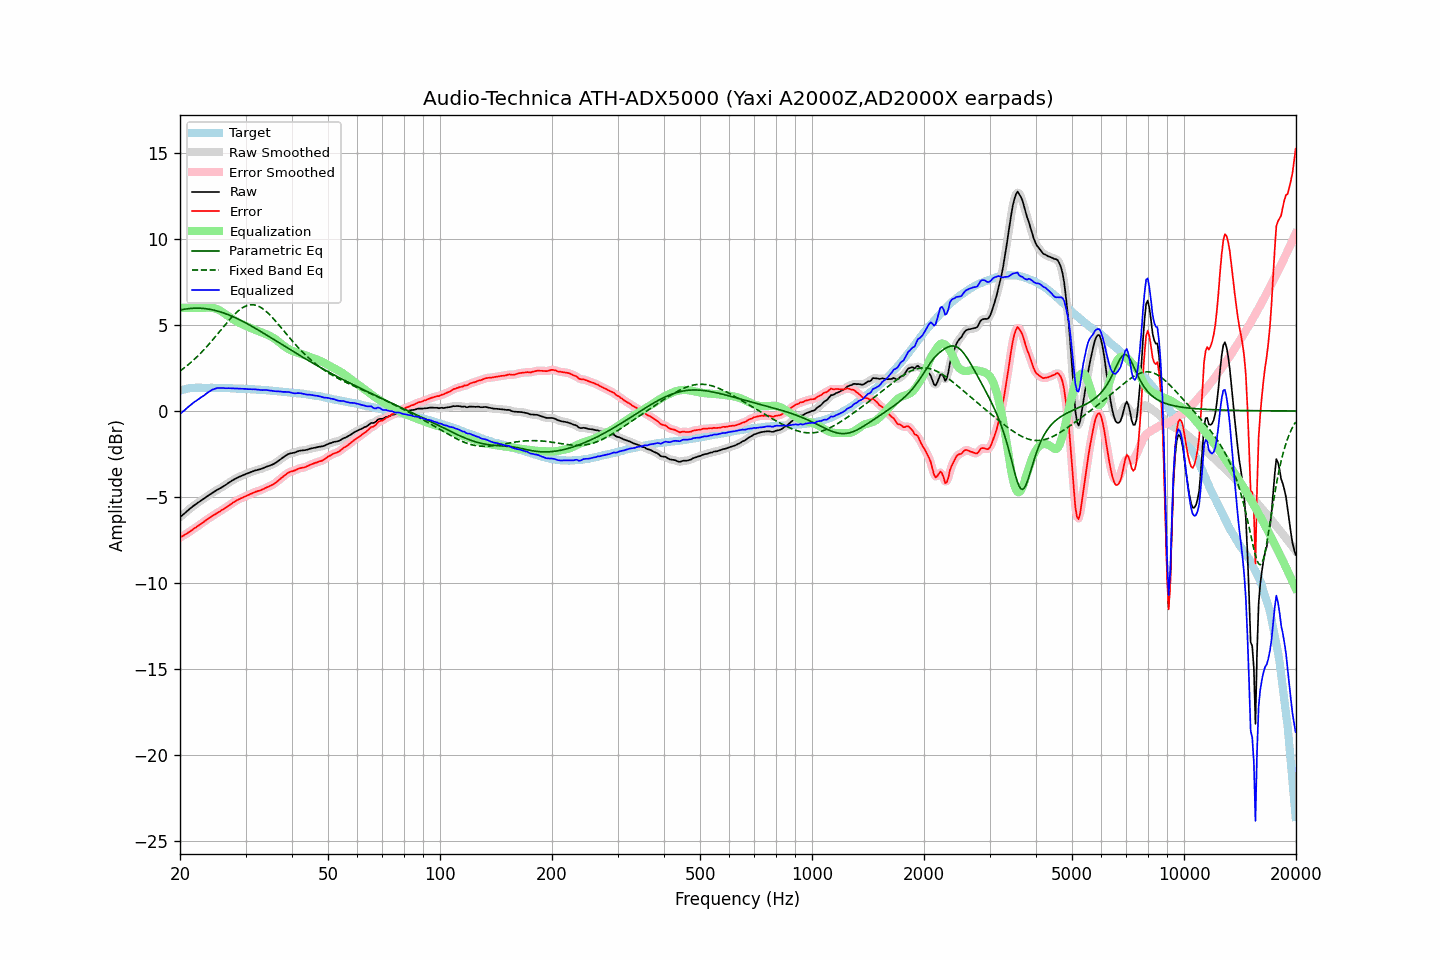 Audio-Technica ATH-ADX5000 (Yaxi A2000Z,AD2000X earpads)
Target
Raw Smoothed
Error Smoothed
Raw
Error
Equalization
Parametric Eq
Fixed Band Eq
Equalized
Amplitude (dBr)
15
10
5
0
−5
−10
−15
−20
−25
20 50 100 200 500 1000 2000 5000 10000 20000
Frequency (Hz)